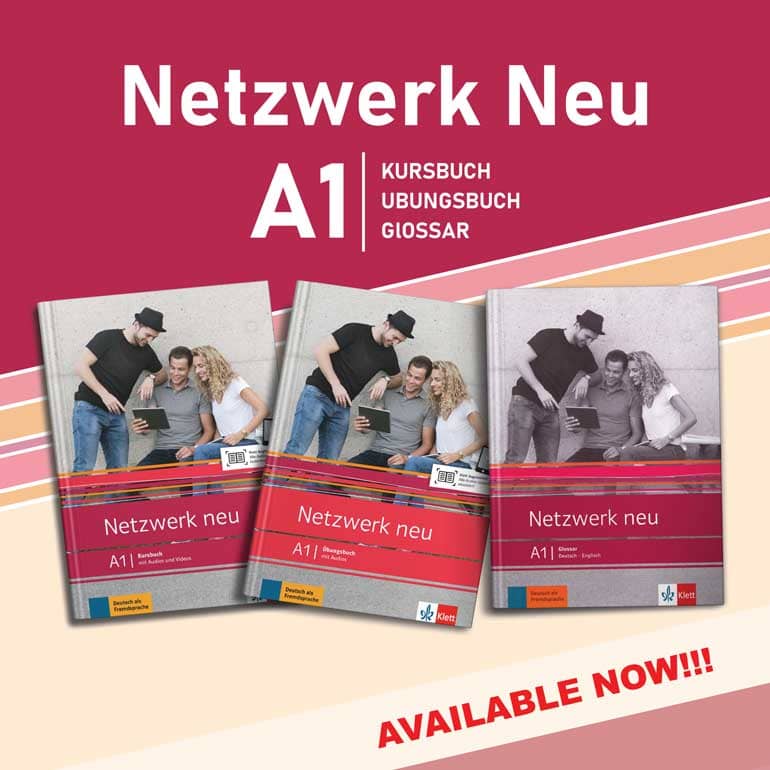 Netzwerk Neu
A1
KURSBUCH
UBUNGSBUCH
GlOSSAR
Netzwerk neu
A1 | Kursbuch
mit Audios und Videos
Deutsch als
Fremdsprache
Netzwerk neu
A1 | Übungsbuch
mit Audios
Deutsch als
Fremdsprache
Klett
Netzwerk neu
A1 | Glossar
Deutsch - Englisch
Deutsch als
Fremdsprache
Klett
AVAILABLE NOW!!!